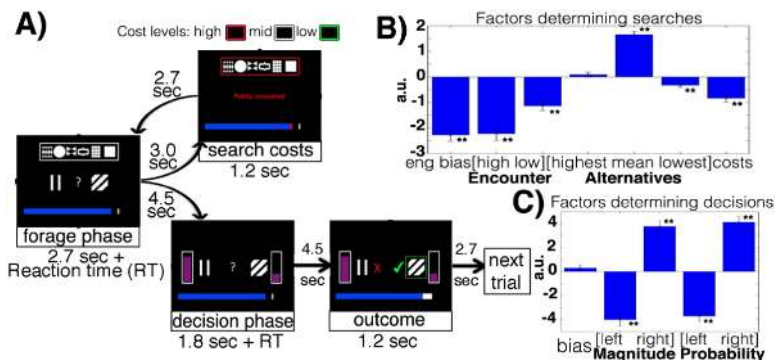 A)
Cost levels: high mid low
2.7
sec
3.0
sec
4.5
sec
search costs
1.2 sec
?
forage phase
2.7 sec +
Reaction time (RT)
?
decision phase
1.8 sec + RT
4.5
sec
X ✓
outcome
1.2 sec
2.7
sec
next
trial
B)
Factors determining searches
a.u.
2
1
0
-1
-2
-3
** ** ** ** ** **
eng bias[high low][highest mean lowest]costs
Encounter Alternatives
C)
Factors determining decisions
a.u.
4
2
0
-2
-4
** ** ** **
bias [left right] [left right]
Magnitude Probability